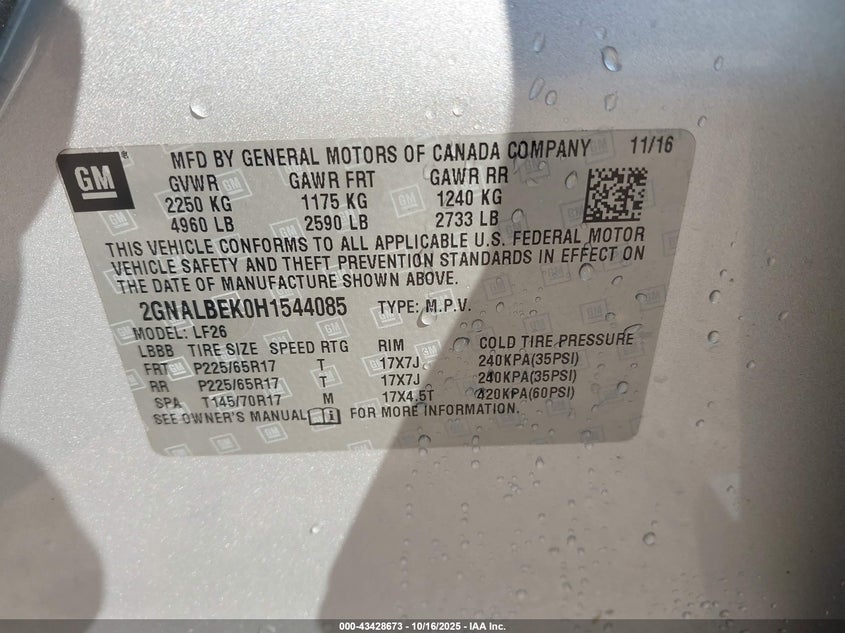 GM
MFD BY GENERAL MOTORS OF CANADA COMPANY 11/16
GVWR GAWR FRT GAWR RR
2250 KG 1175 KG 1240 KG
4960 LB 2590 LB 2733 LB
THIS VEHICLE CONFORMS TO ALL APPLICABLE U.S. FEDERAL MOTOR
VEHICLE SAFETY AND THEFT PREVENTION STANDARDS IN EFFECT ON
THE DATE OF MANUFACTURE SHOWN ABOVE.
2GNALBEK0H1544085 TYPE: M.P.V.
MODEL: LF26
LBBB TIRE SIZE SPEED RTG RIM COLD TIRE PRESSURE
FRT P225/65R17 T 17X7J 240KPA(35PSI)
RR P225/65R17 T 17X7J 240KPA(35PSI)
SPA T145/70R17 M 17X4.5T 420KPA(60PSI)
SEE OWNER'S MANUAL FOR MORE INFORMATION.
000-43428673 - 10/16/2025 - IAA Inc.